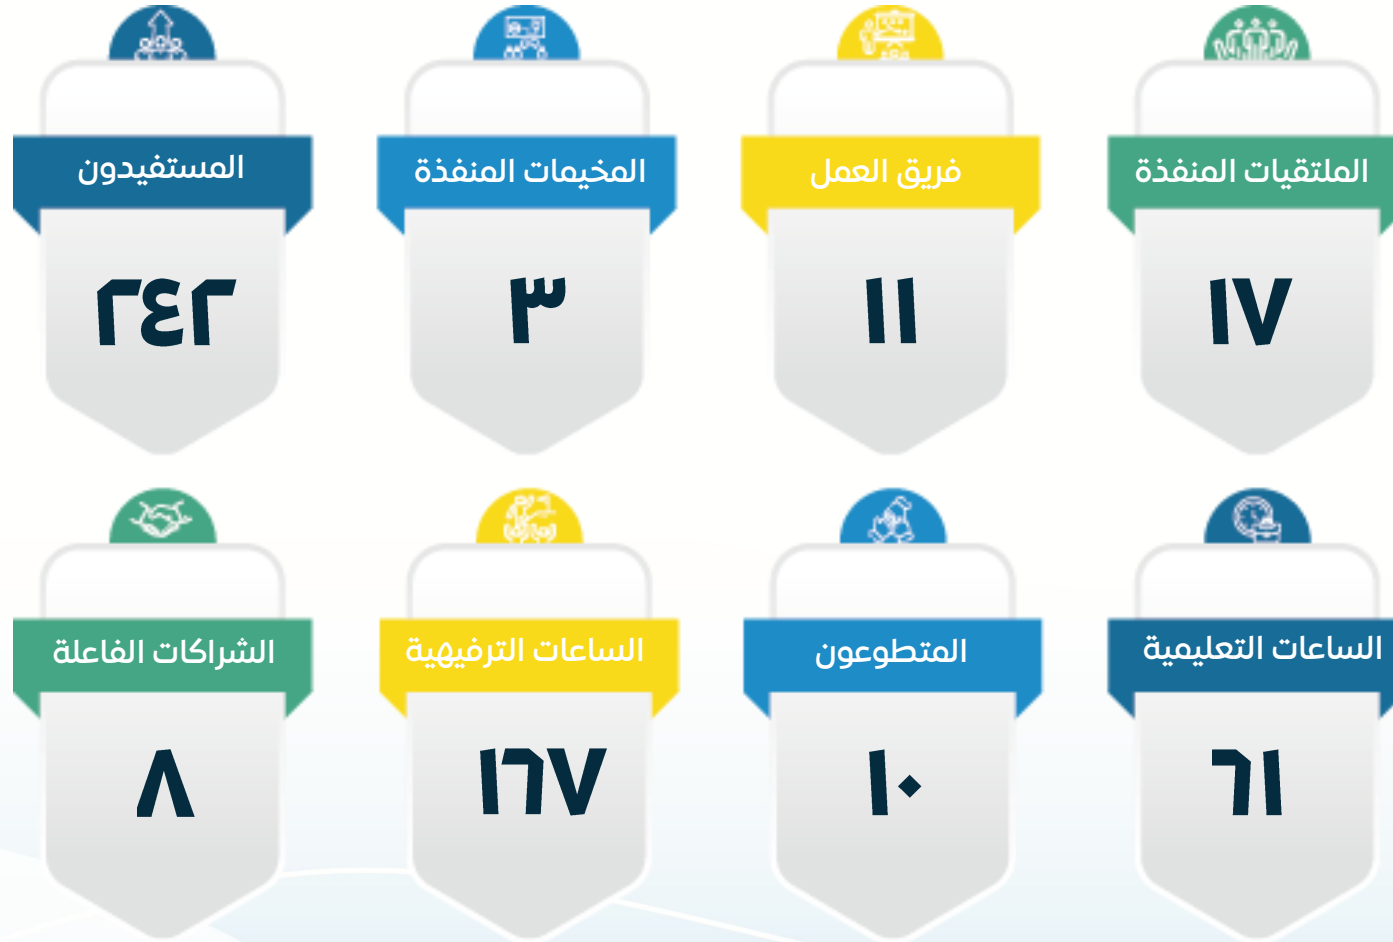 الملتقيات المنفذة
١٧
فريق العمل
١١
المخيمات المنفذة
٣
المستفيدون
٢٤٢
الساعات التعليمية
٦١
المتطوعون
١٠
الساعات الترفيهية
١٦٧
الشراكات الفاعلة
٨